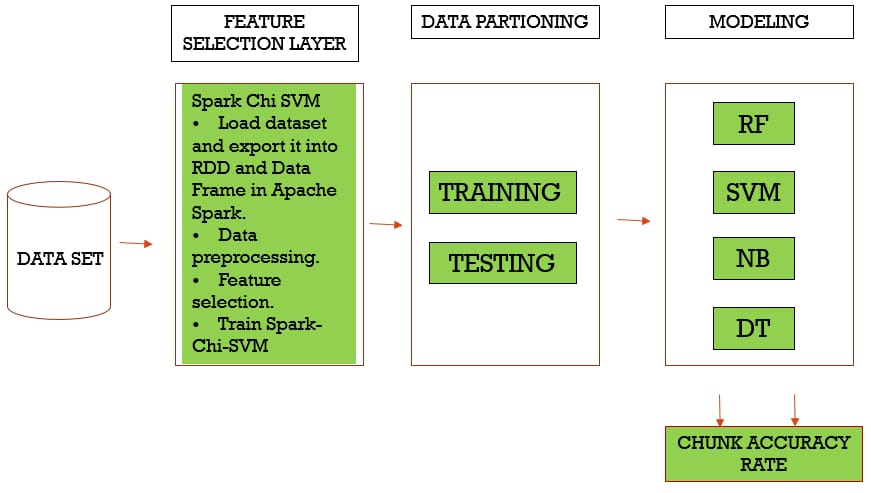 FEATURE
SELECTION LAYER
DATA PARTIONING
MODELING
DATA SET
Spark Chi SVM
• Load dataset
and export it into
RDD and Data
Frame in Apache
Spark.
• Data
preprocessing.
• Feature
selection.
• Train Spark-
Chi-SVM
TRAINING
TESTING
RF
SVM
NB
DT
CHUNK ACCURACY
RATE